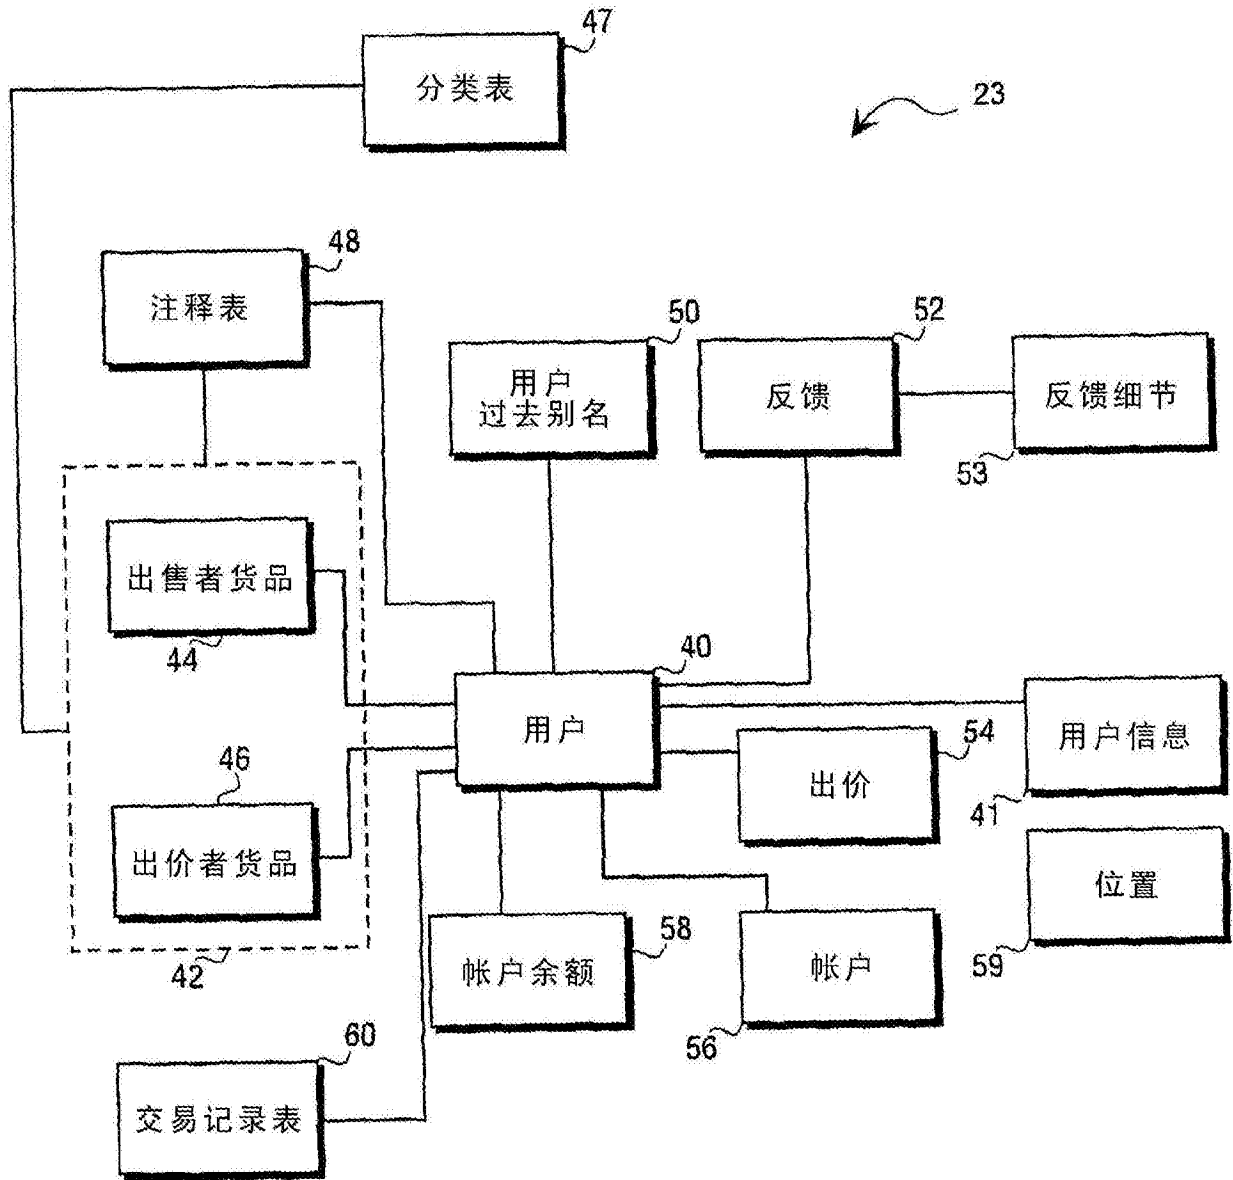 47
分类表
23
48
注释表
50
用户
过去别名
52
反馈
反馈细节
53
出售者货品
44
40
用户
54
出价
用户信息
41
46
出价者货品
42
位置
59
58
帐户余额
帐户
56
60
交易记录表